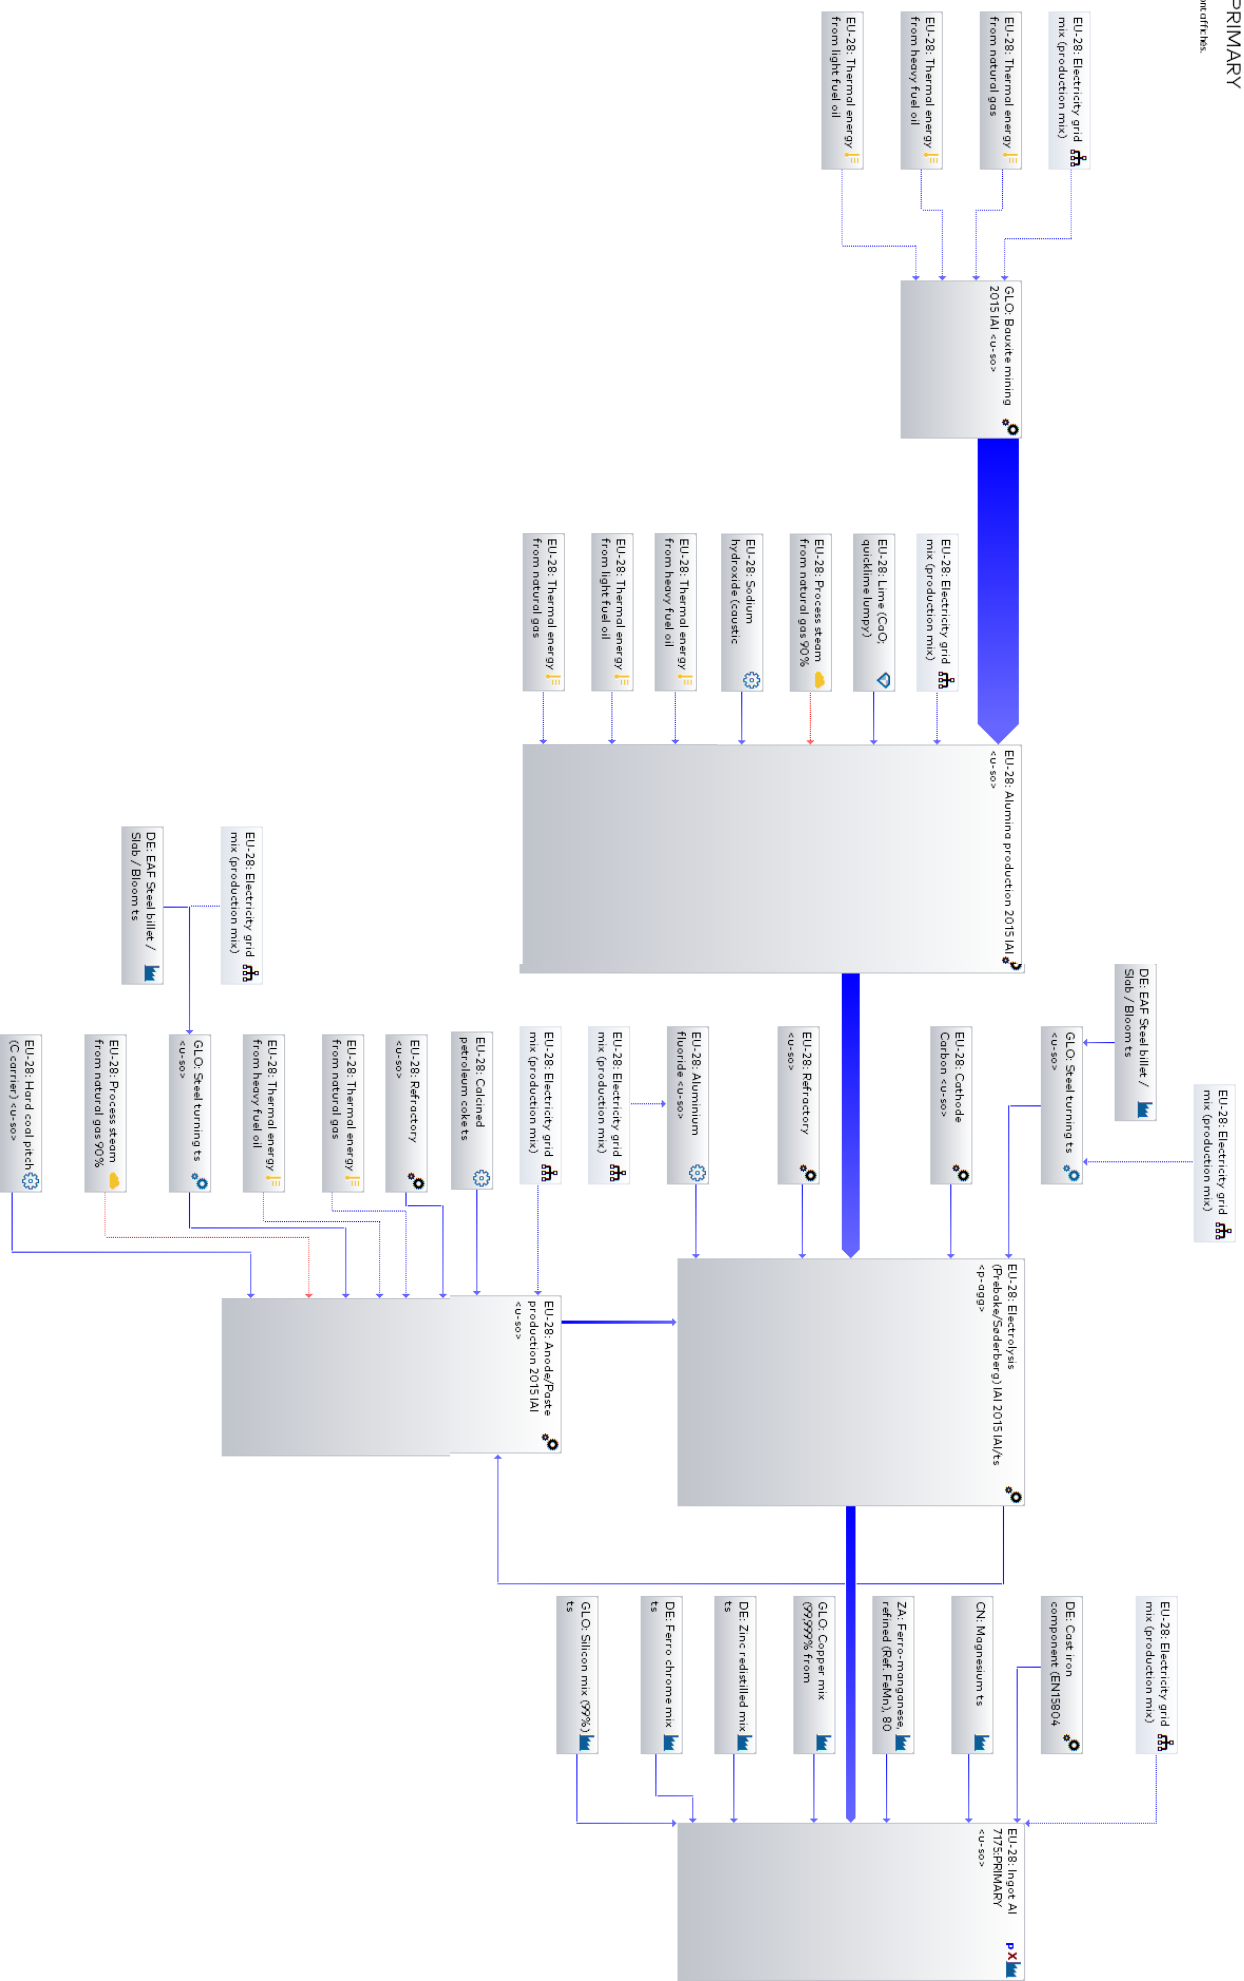 PRIMARY
ont affichés.
EU-28: Electricity grid
mix (production mix)
EU-28: Thermal energy
from natural gas
EU-28: Thermal energy
from heavy fuel oil
EU-28: Thermal energy
from light fuel oil
GLO: Bauxite mining
2015 IAI <u-so>
EU-28: Electricity grid
mix (production mix)
EU-28: Lime (CaO;
quicklime lumpy)
EU-28: Process steam
from natural gas 90%
EU-28: Sodium
hydroxide (caustic
EU-28: Thermal energy
from heavy fuel oil
EU-28: Thermal energy
from light fuel oil
EU-28: Thermal energy
from natural gas
EU-28: Alumina production 2015 IAI
<u-so>
EU-28: Electricity grid
mix (production mix)
DE: EAF Steel billet /
Slab / Bloom ts
EU-28: Electricity grid
mix (production mix)
DE: EAF Steel billet /
Slab / Bloom ts
GLO: Steel turning ts
<u-so>
EU-28: Cathode
Carbon <u-so>
EU-28: Refractory
<u-so>
EU-28: Aluminium
fluoride <u-so>
EU-28: Electricity grid
mix (production mix)
EU-28: Electricity grid
mix (production mix)
EU-28: Calcined
petroleum coke ts
EU-28: Refractory
<u-so>
EU-28: Thermal energy
from natural gas
EU-28: Thermal energy
from heavy fuel oil
GLO: Steel turning ts
<u-so>
EU-28: Process steam
from natural gas 90%
EU-28: Hard coal pitch
(C carrier) <u-so>
EU-28: Electrolysis
(Prebake/Søderberg) IAI 2015 IAI/ts
<p-agg>
EU-28: Anode/Paste
production 2015 IAI
<u-so>
EU-28: Electricity grid
mix (production mix)
DE: Cast iron
component (EN15804
CN: Magnesium ts
ZA: Ferro-manganese,
refined (Ref. FeMn), 80
GLO: Copper mix
(99,999% from
DE: Zinc redistilled mix
ts
DE: Ferro chrome mix
ts
GLO: Silicon mix (99%)
ts
EU-28: Ingot Al
7175:PRIMARY
<u-so>
pX